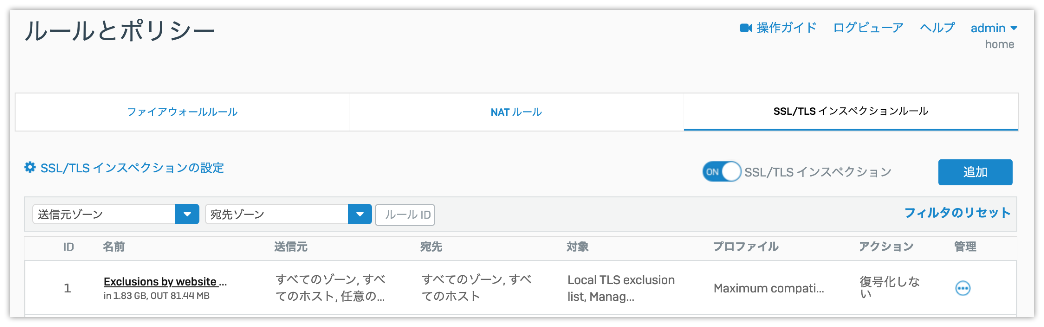 ルールとポリシー
操作ガイド ログビューア ヘルプ admin
home
ファイアウォールルール NAT ルール SSL/TLS インスペクションルール
SSL/TLS インスペクションの設定 ON SSL/TLS インスペクション 追加
送信元ゾーン 宛先ゾーン ルール ID フィルタのリセット
ID 名前 送信元 宛先 対象 プロファイル アクション 管理
1 Exclusions by website ... すべてのゾーン, すべ すべてのゾーン, すべ Local TLS exclusion Maximum compati... 復号化しな
in 1.83 GB, OUT 81.44 MB てのホスト, 任意の... てのホスト list, Manag... い